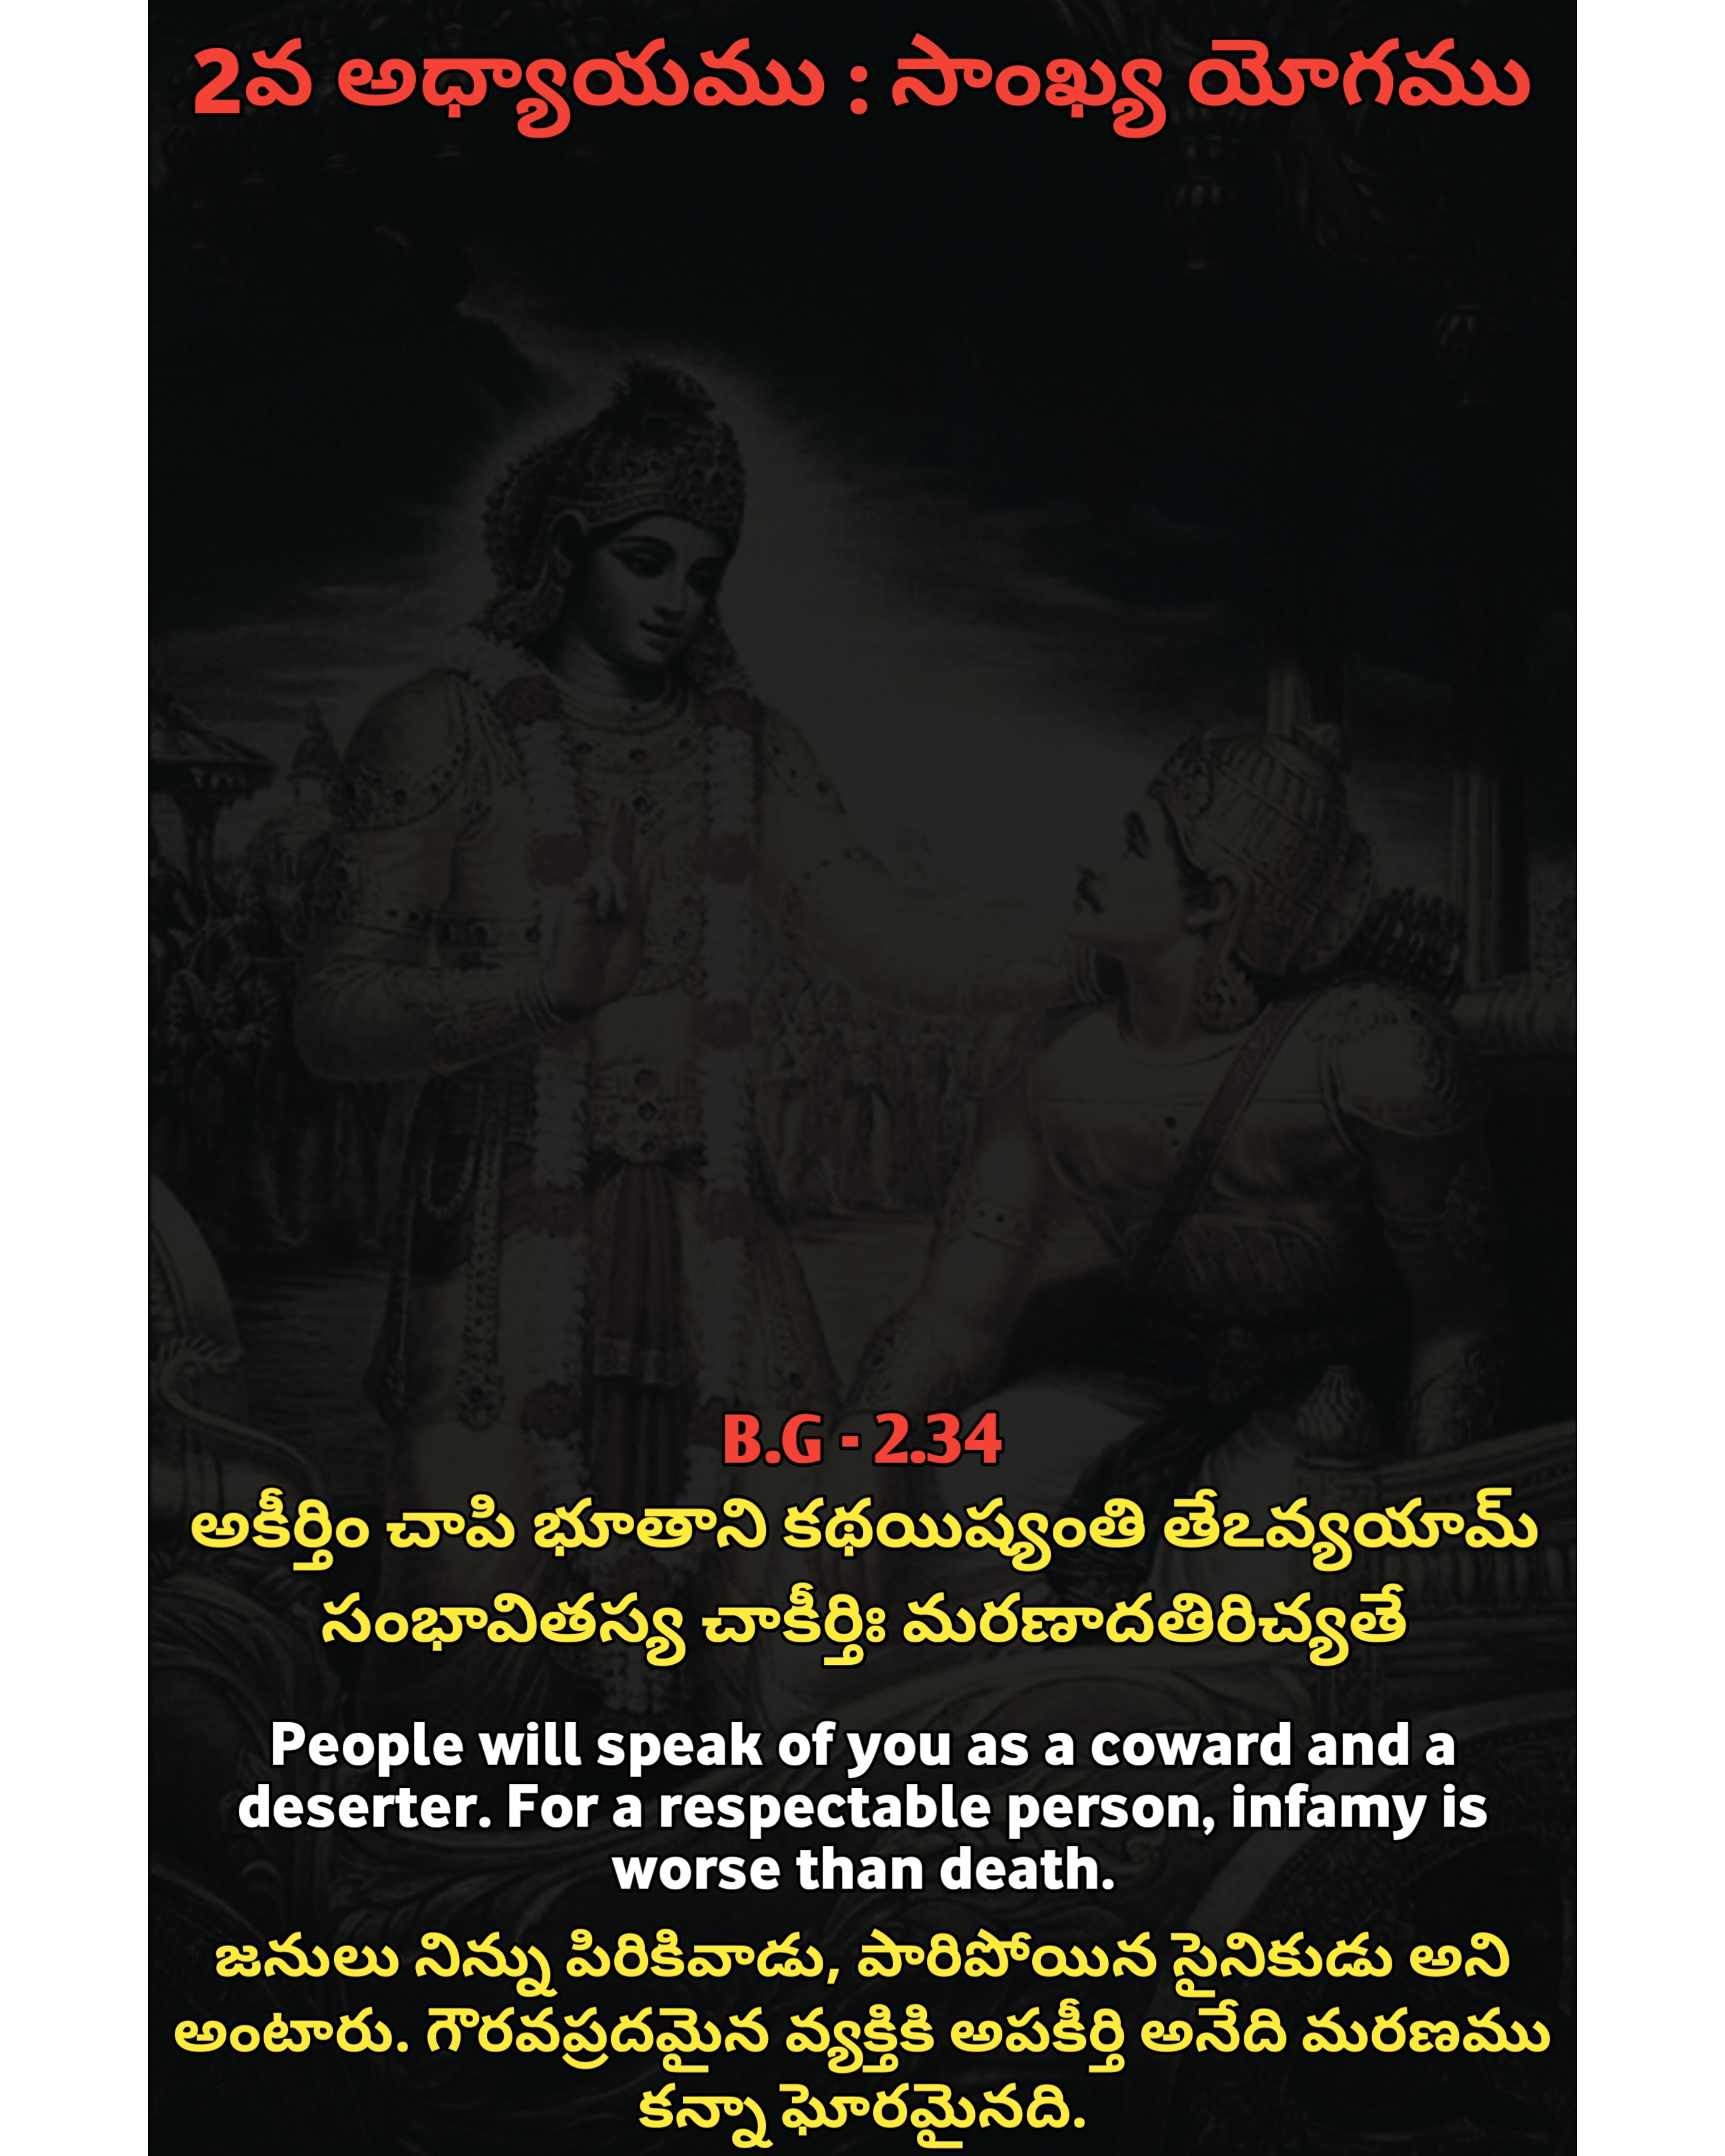 2వ అధ్యాయము : సాంఖ్య యోగము
B.G - 2.34
అకీర్తిం చాపి భూతాని కథయిష్యంతి తేఽవ్యయామ్
సంభావితస్య చాకీర్తిః మరణాదతిరిచ్యతే
People will speak of you as a coward and a
deserter. For a respectable person, infamy is
worse than death.
జనులు నిన్ను పిరికివాడు, పారిపోయిన సైనికుడు అని
అంటారు. గౌరవప్రదమైన వ్యక్తికి అపకీర్తి అనేది మరణము
కన్నా ఘోరమైనది.